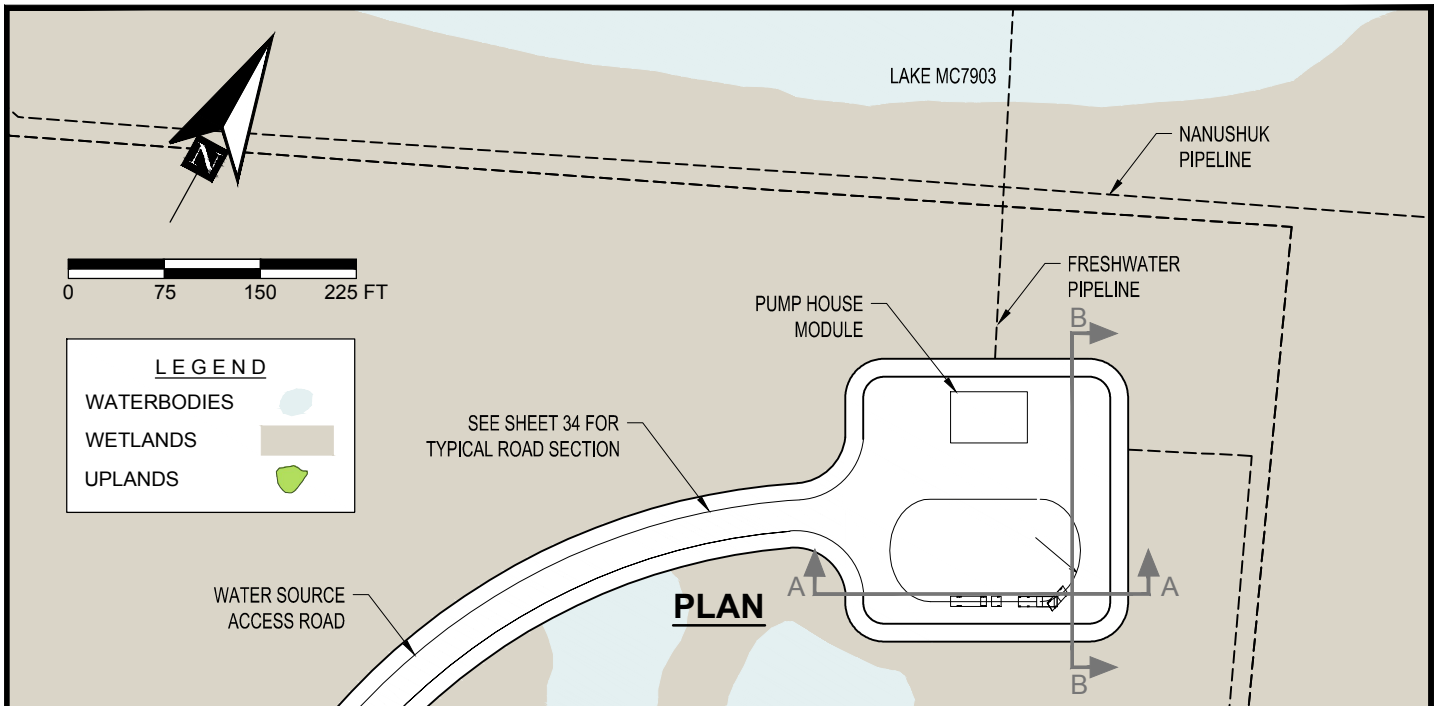 LAKE MC7903
NANUSHUK
PIPELINE
N
0 75 150 225 FT
FRESHWATER
PIPELINE
PUMP HOUSE
MODULE
B
LEGEND
WATERBODIES
WETLANDS
UPLANDS
SEE SHEET 34 FOR
TYPICAL ROAD SECTION
WATER SOURCE
ACCESS ROAD
PLAN
A
A
B